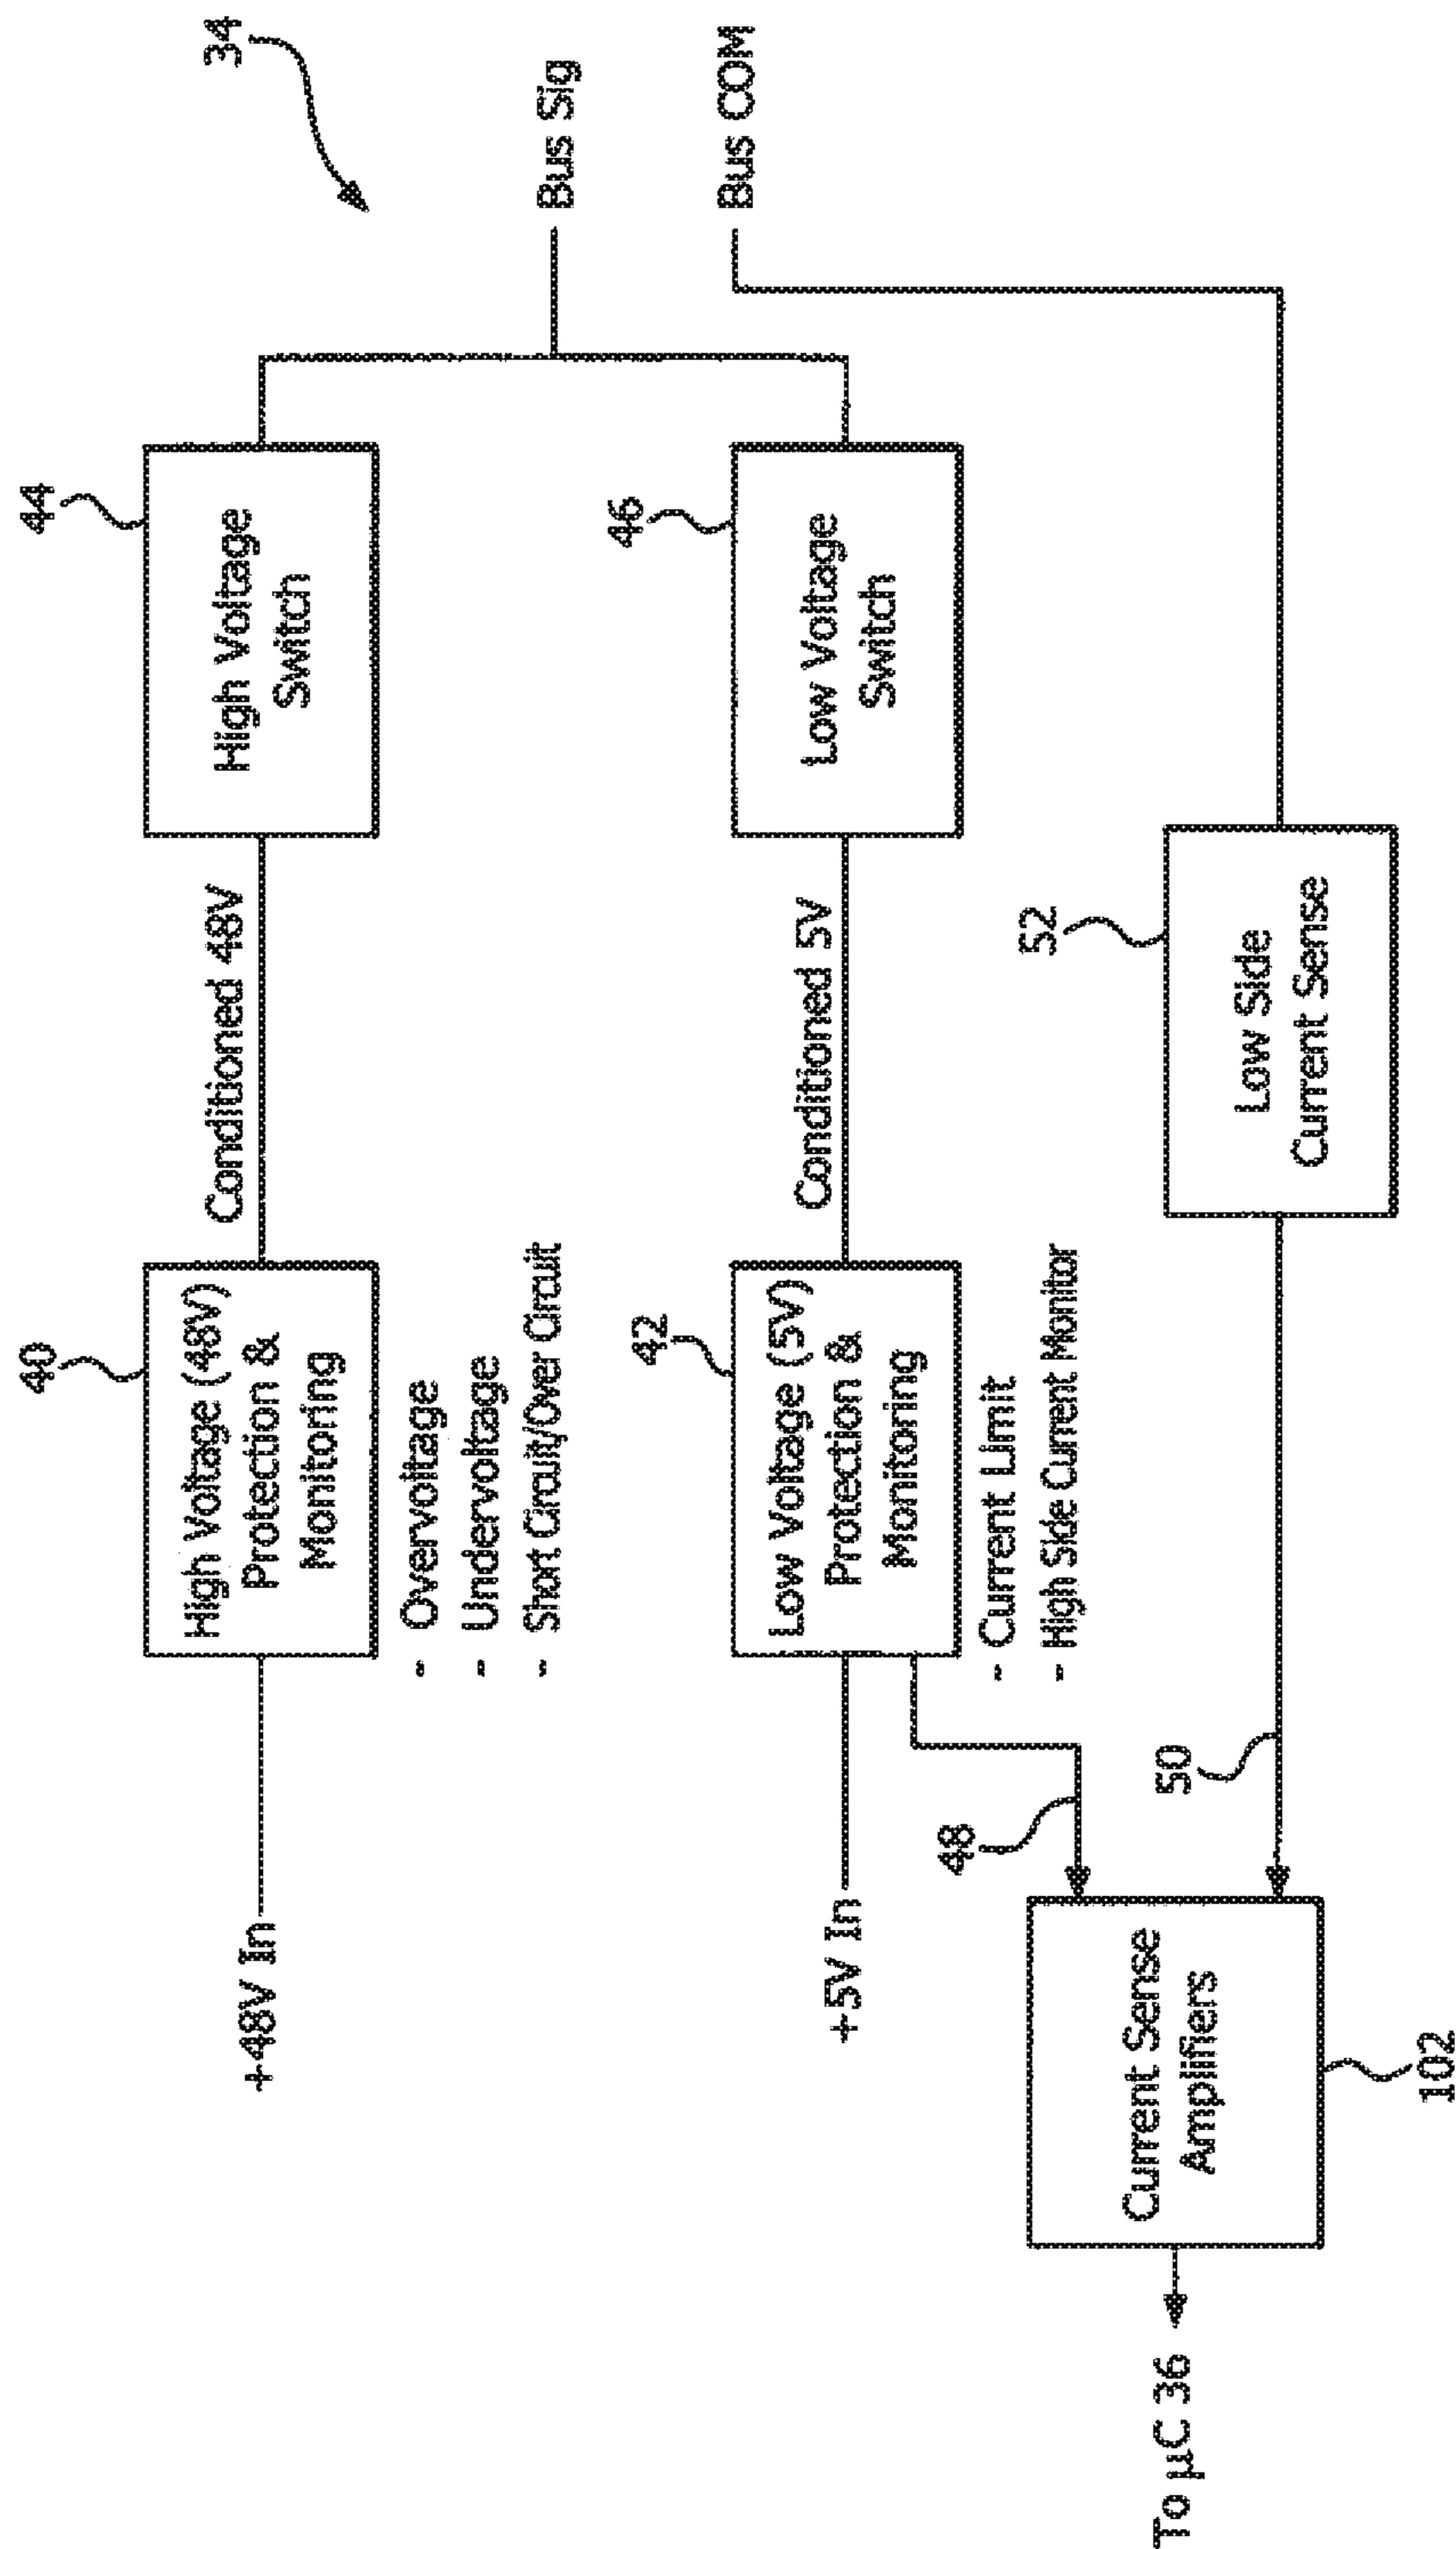 34
44
40
High Voltage (48V)
Protection &
Monitoring
Conditioned 48V
High Voltage
Switch
+48V In
- Overvoltage
- Undervoltage
- Short Circuit/Over Circuit
Bus Sig
46
42
Low Voltage (5V)
Protection &
Monitoring
Conditioned 5V
Low Voltage
Switch
+5V In
Bus COM
- Current Limit
- High Side Current Monitor
48
52
50
Low Side
Current Sense
Current Sense
Amplifiers
To μC 36
102